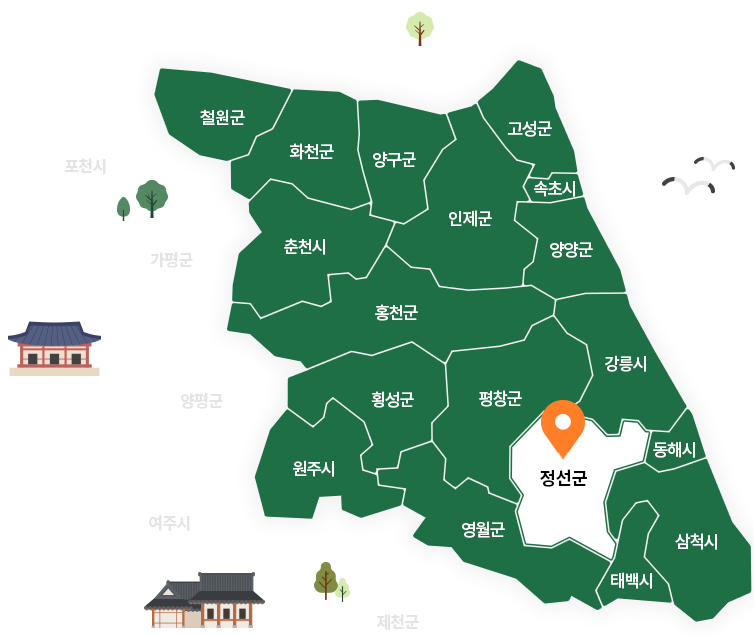 철원군
고성군
화천군
양구군
포천시
속초시
인제군
춘천시
양양군
가평군
홍천군
강릉시
횡성군
평창군
양평군
동해시
원주시
정선군
여주시
영월군
삼척시
태백시
제천군